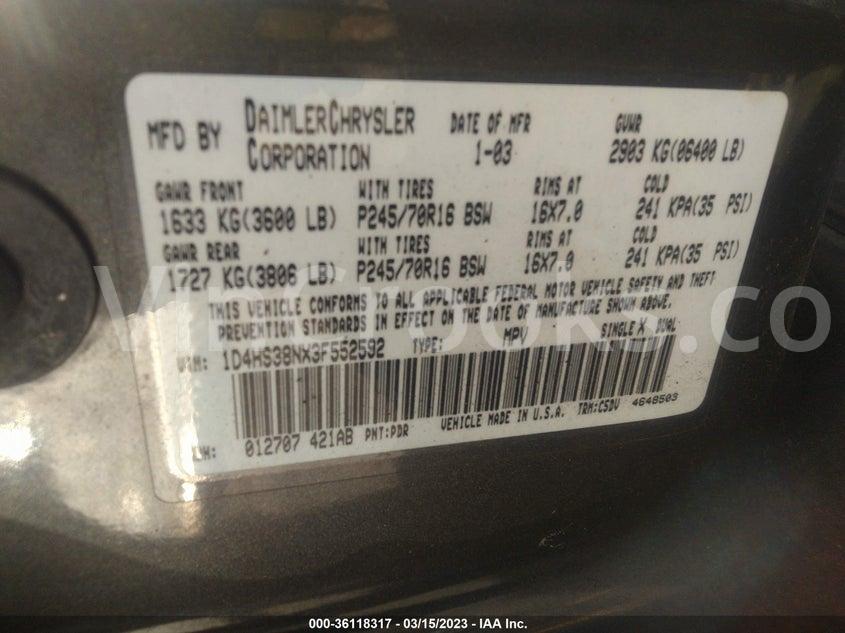 MFD BY DAIMLERCHRYSLER CORPORATION DATE OF MFR 1-03 GVWR 2903 KG(06400 LB)
GAWR FRONT WITH TIRES RIMS AT COLD
1633 KG(3600 LB) P245/70R16 BSW 16X7.0 241 KPA(35 PSI)
GAWR REAR WITH TIRES RIMS AT COLD
1727 KG(3806 LB) P245/70R16 BSW 16X7.0 241 KPA(35 PSI)
THIS VEHICLE CONFORMS TO ALL APPLICABLE FEDERAL MOTOR VEHICLE SAFETY AND THEFT
PREVENTION STANDARDS IN EFFECT ON THE DATE OF MANUFACTURE SHOWN ABOVE.
VIN: 1D4HS38NX3F552592 TYPE: MPV SINGLE X DUAL
MH: 012707 421AB PNT:PDR VEHICLE MADE IN U.S.A. TRM:C5DV 4648503
VinCrooks.co
000-36118317 - 03/15/2023 - IAA Inc.